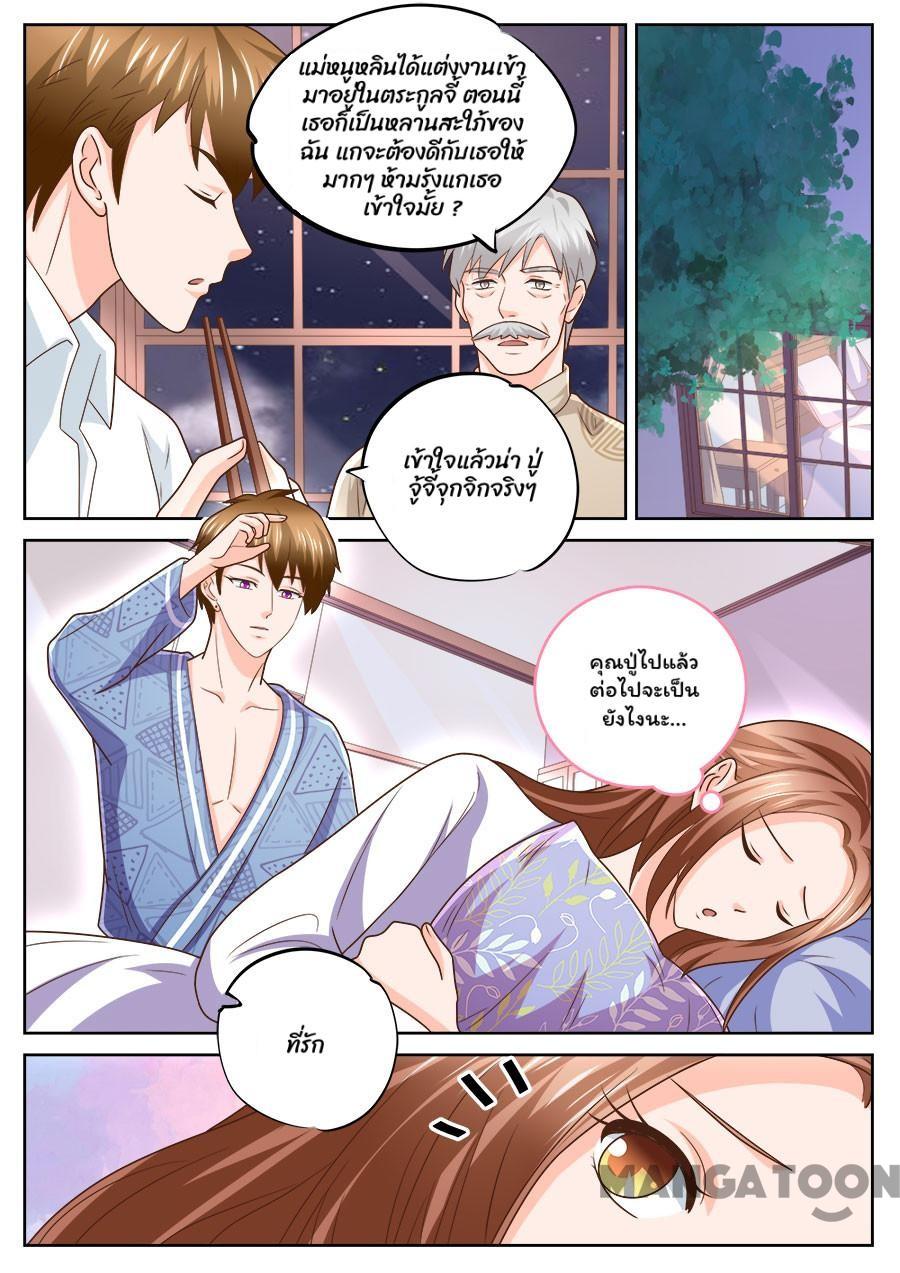 แม่หนูหลินได้แต่งงานเข้า
มาอยู่ในตระกูลจี้ ตอนนี้
เธอก็เป็นหลานสะใภ้ของ
ฉัน แกจะต้องดีกับเธอให้
มากๆ ห้ามรังแกเธอ
เข้าใจมั้ย ?
เข้าใจแล้วน่า ปู่
จู้จี้จุกจิกจริงๆ
คุณปู่ไปแล้ว
ต่อไปจะเป็น
ยังไงนะ...
ที่รัก
MANGATOON